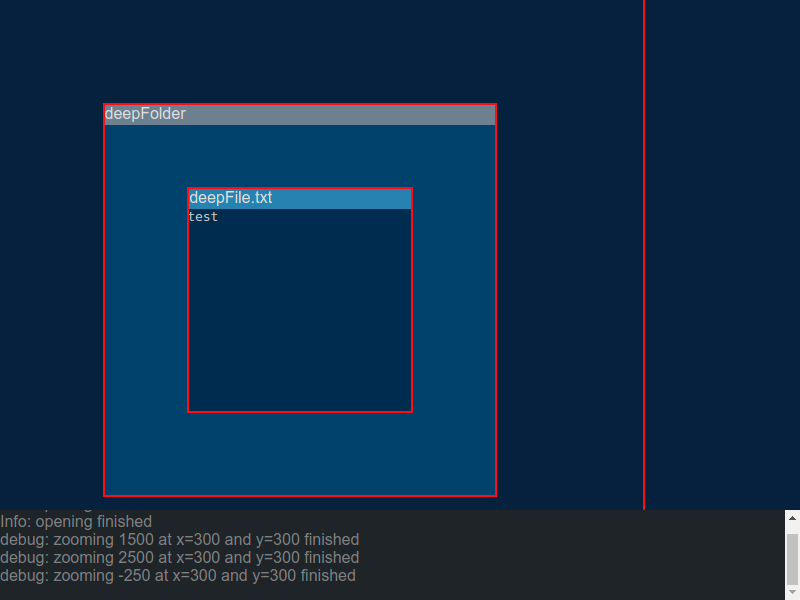 deepFolder
deepFile.txt
test
Info: opening finished
debug: zooming 1500 at x=300 and y=300 finished
debug: zooming 2500 at x=300 and y=300 finished
debug: zooming -250 at x=300 and y=300 finished